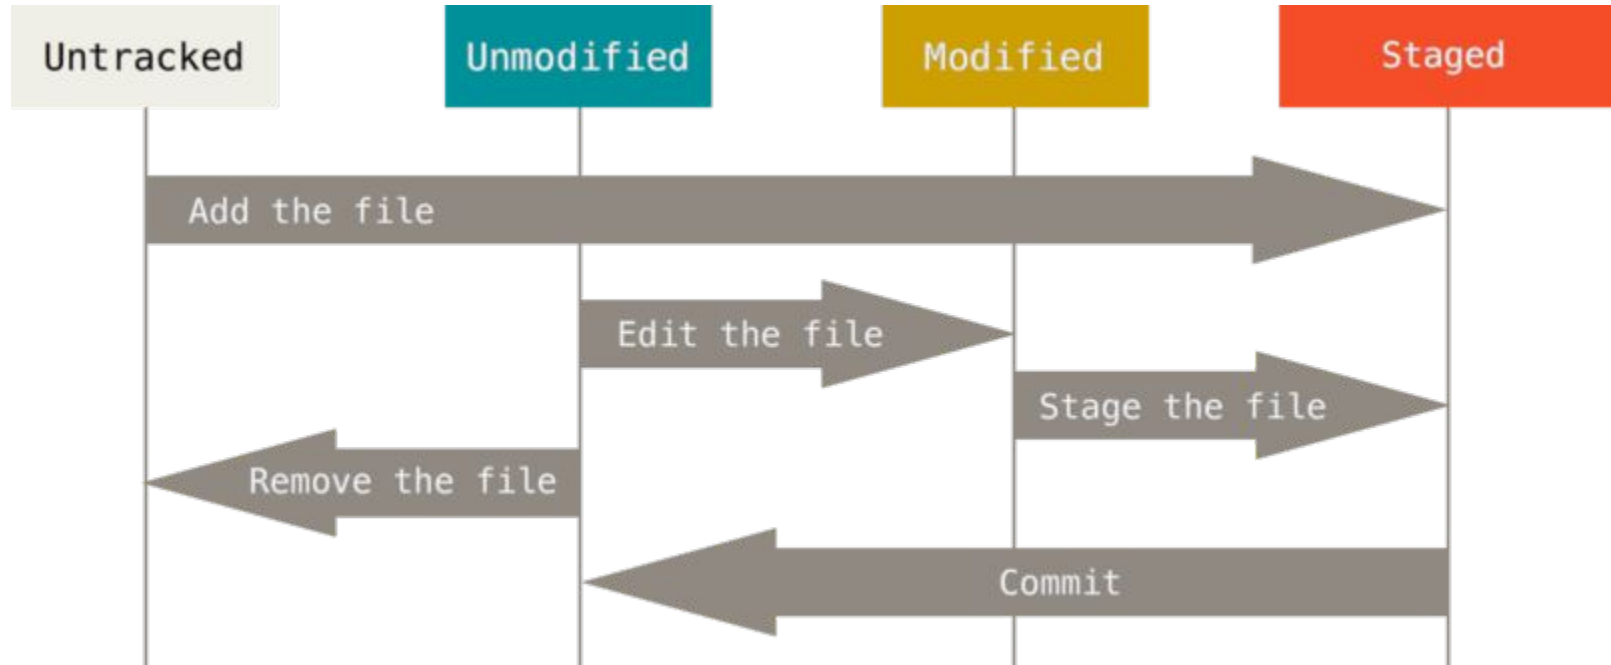 Untracked
Unmodified
Modified
Staged
Add the file
Edit the file
Stage the file
Remove the file
Commit